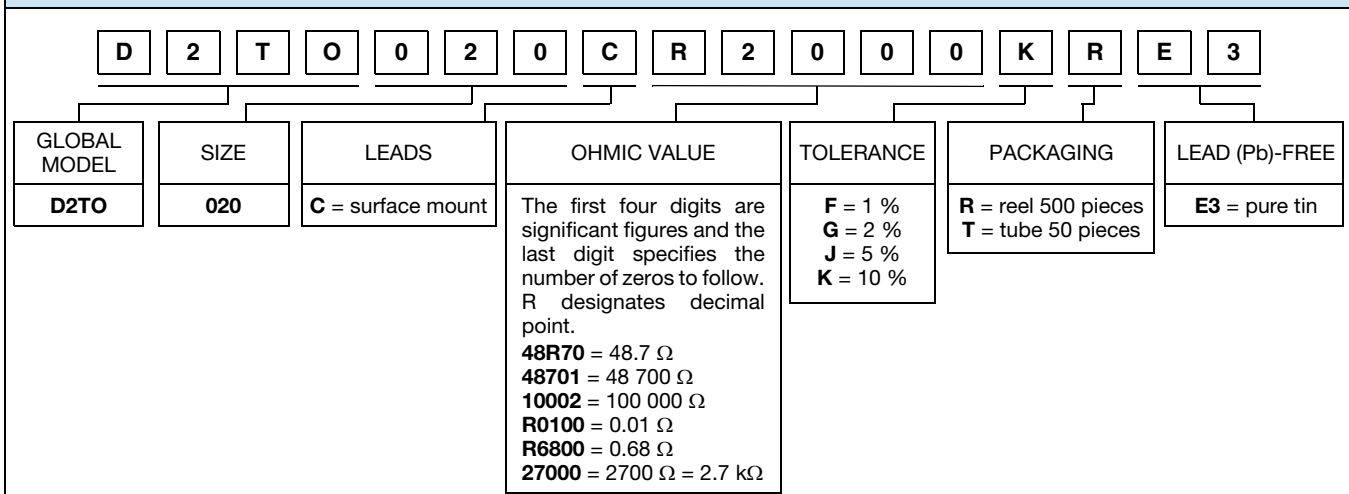 D 2 T O 0 2 0 C R 2 0 0 0 K R E 3
GLOBAL
MODEL
D2TO
SIZE
020
LEADS
C = surface mount
OHMIC VALUE
The first four digits are
significant figures and the
last digit specifies the
number of zeros to follow.
R designates decimal
point.
48R70 = 48.7 Ω
48701 = 48 700 Ω
10002 = 100 000 Ω
R0100 = 0.01 Ω
R6800 = 0.68 Ω
27000 = 2700 Ω = 2.7 kΩ
TOLERANCE
F = 1 %
G = 2 %
J = 5 %
K = 10 %
PACKAGING
R = reel 500 pieces
T = tube 50 pieces
LEAD (Pb)-FREE
E3 = pure tin